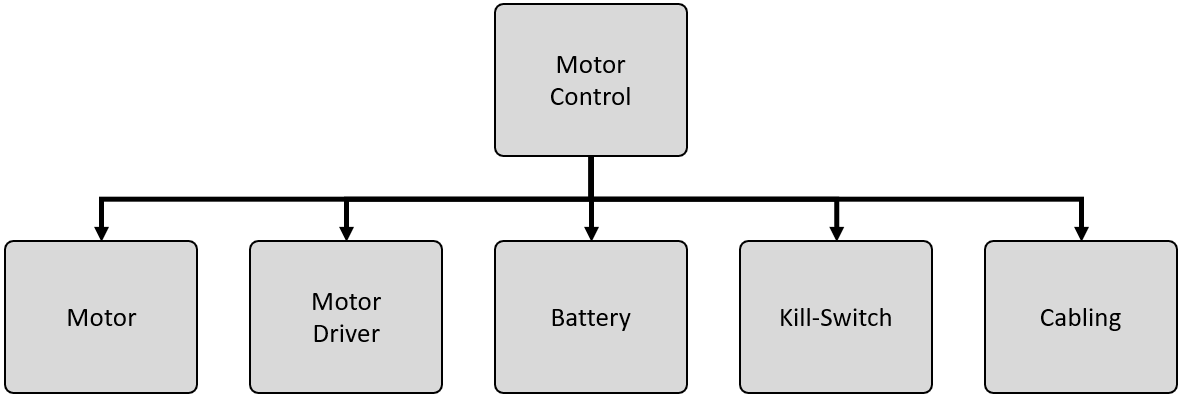 Motor
Control
Motor
Motor
Driver
Battery
Kill-Switch
Cabling